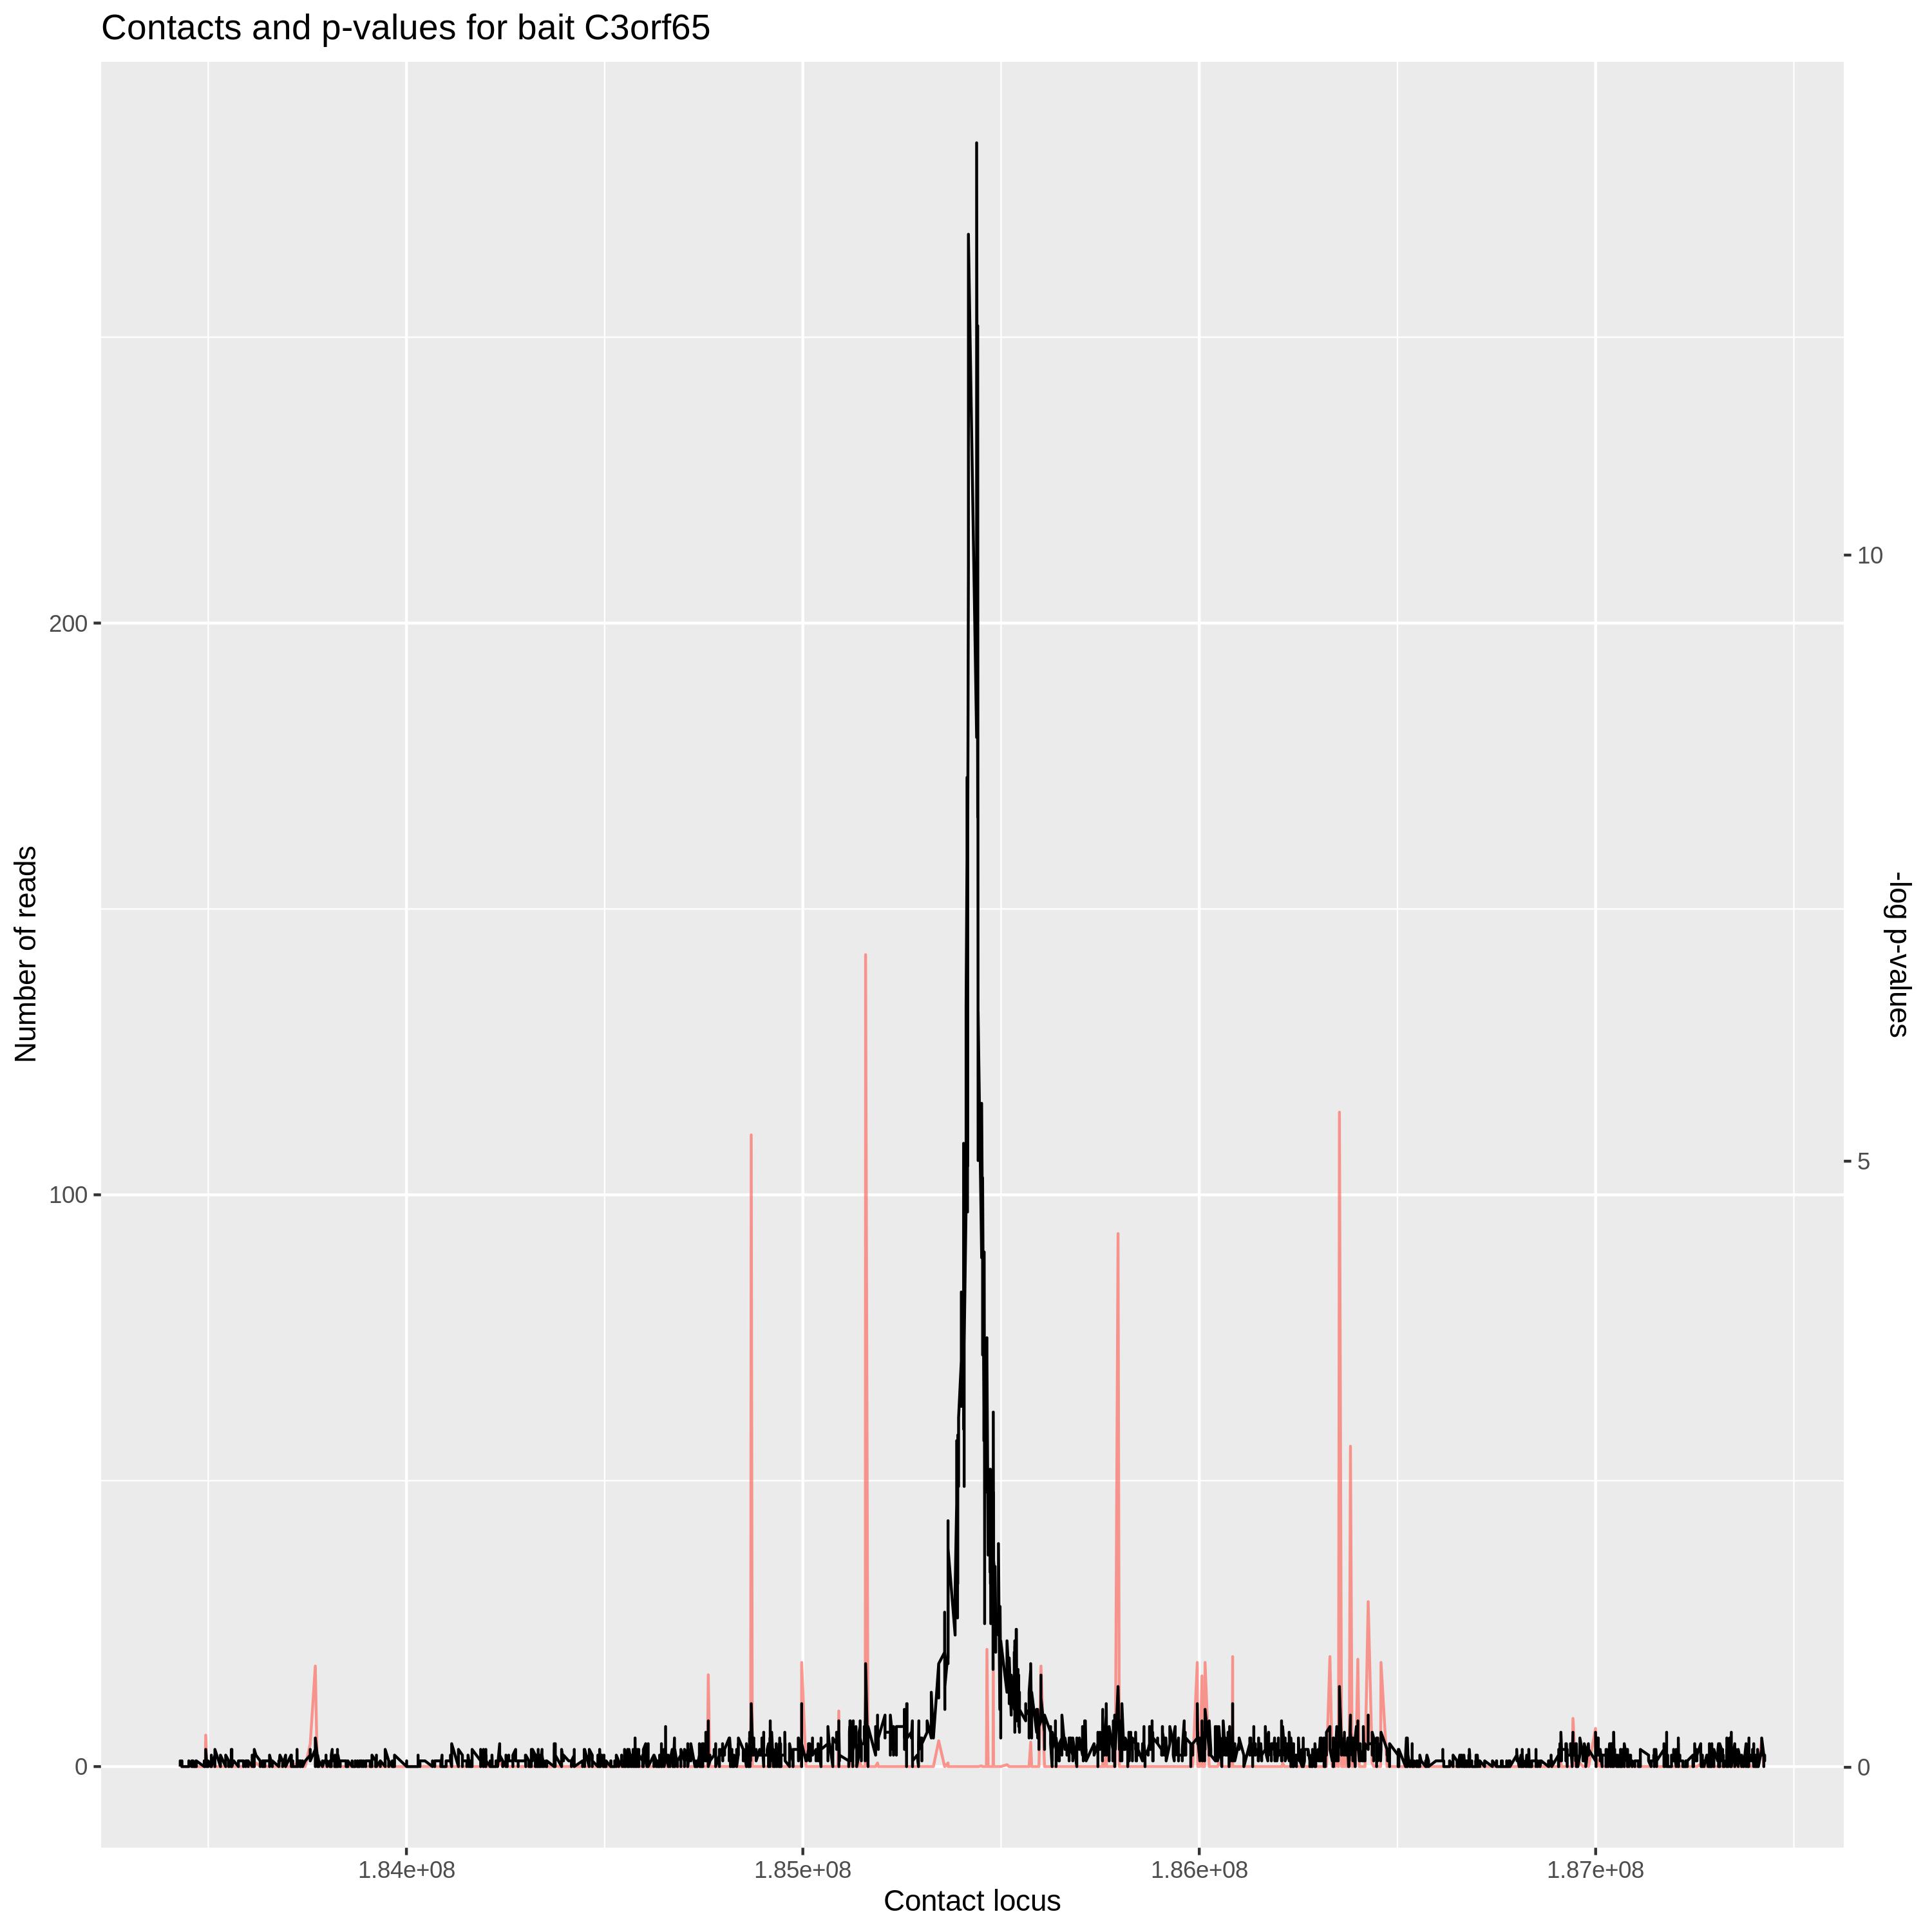 Contacts and p-values for bait C3orf65
Number of reads
200
100
0
10
5
0
-log p-values
1.84e+08 1.85e+08 1.86e+08 1.87e+08
Contact locus